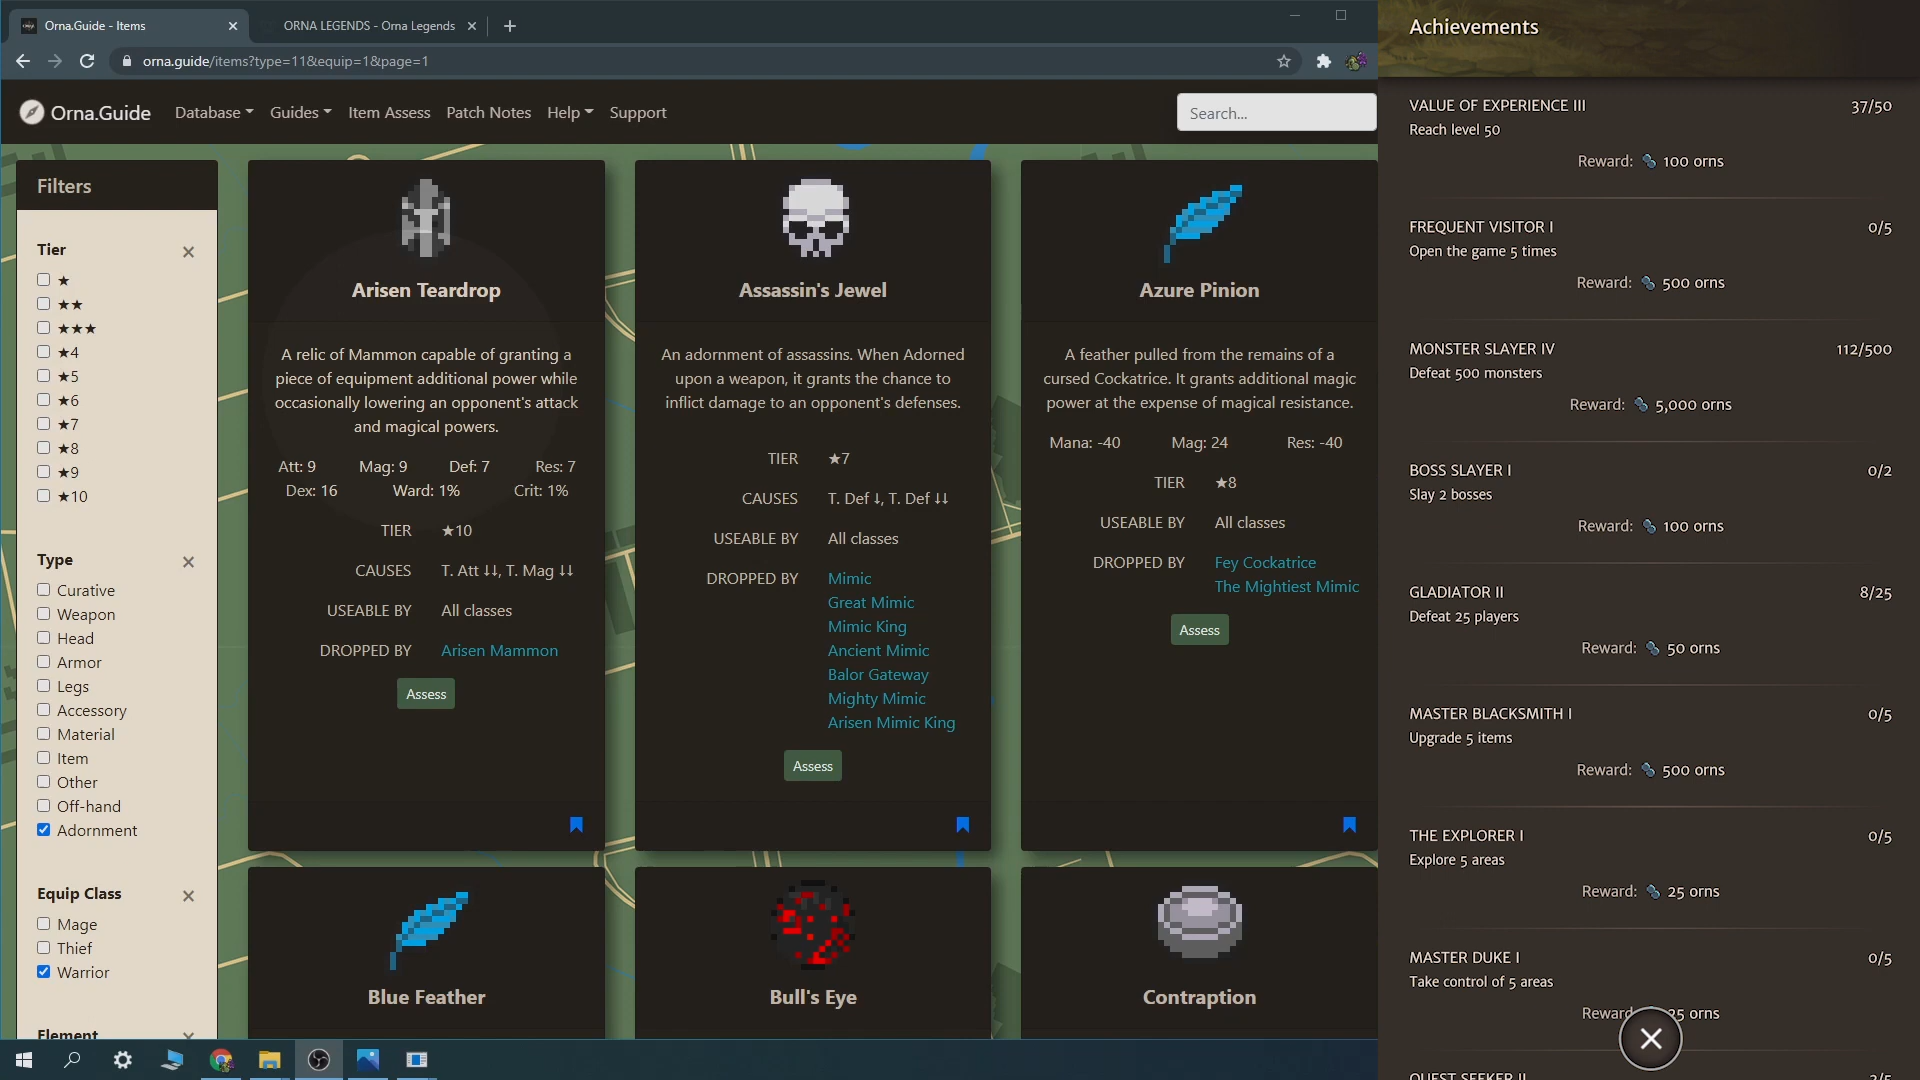 Orna.Guide - Items
ORNA LEGENDS - Orna Legends
orna.guide/items?type=11&equip=1&page=1
Orna.Guide
Database
Guides
Item Assess
Patch Notes
Help
Support
Search...
Filters
Tier
★
★★
★★★
★4
★5
★6
★7
★8
★9
★10
Type
Curative
Weapon
Head
Armor
Legs
Accessory
Material
Item
Other
Off-hand
Adornment
Equip Class
Mage
Thief
Warrior
Element
Arisen Teardrop
A relic of Mammon capable of granting a
piece of equipment additional power while
occasionally lowering an opponent's attack
and magical powers.
Att: 9 Mag: 9 Def: 7 Res: 7
Dex: 16 Ward: 1% Crit: 1%
TIER ★10
CAUSES T. Att ↓↓, T. Mag ↓↓
USEABLE BY All classes
DROPPED BY Arisen Mammon
Assess
Assassin's Jewel
An adornment of assassins. When Adorned
upon a weapon, it grants the chance to
inflict damage to an opponent's defenses.
TIER ★7
CAUSES T. Def ↓, T. Def ↓↓
USEABLE BY All classes
DROPPED BY Mimic
Great Mimic
Mimic King
Ancient Mimic
Balor Gateway
Mighty Mimic
Arisen Mimic King
Assess
Azure Pinion
A feather pulled from the remains of a
cursed Cockatrice. It grants additional magic
power at the expense of magical resistance.
Mana: -40 Mag: 24 Res: -40
TIER ★8
USEABLE BY All classes
DROPPED BY Fey Cockatrice
The Mightiest Mimic
Assess
Blue Feather
Bull's Eye
Contraption
Achievements
VALUE OF EXPERIENCE III 37/50
Reach level 50
Reward: 100 orns
FREQUENT VISITOR I 0/5
Open the game 5 times
Reward: 500 orns
MONSTER SLAYER IV 112/500
Defeat 500 monsters
Reward: 5,000 orns
BOSS SLAYER I 0/2
Slay 2 bosses
Reward: 100 orns
GLADIATOR II 8/25
Defeat 25 players
Reward: 50 orns
MASTER BLACKSMITH I 0/5
Upgrade 5 items
Reward: 500 orns
THE EXPLORER I 0/5
Explore 5 areas
Reward: 25 orns
MASTER DUKE I 0/5
Take control of 5 areas
Reward 25 orns
QUEST SEEKER II 2/5